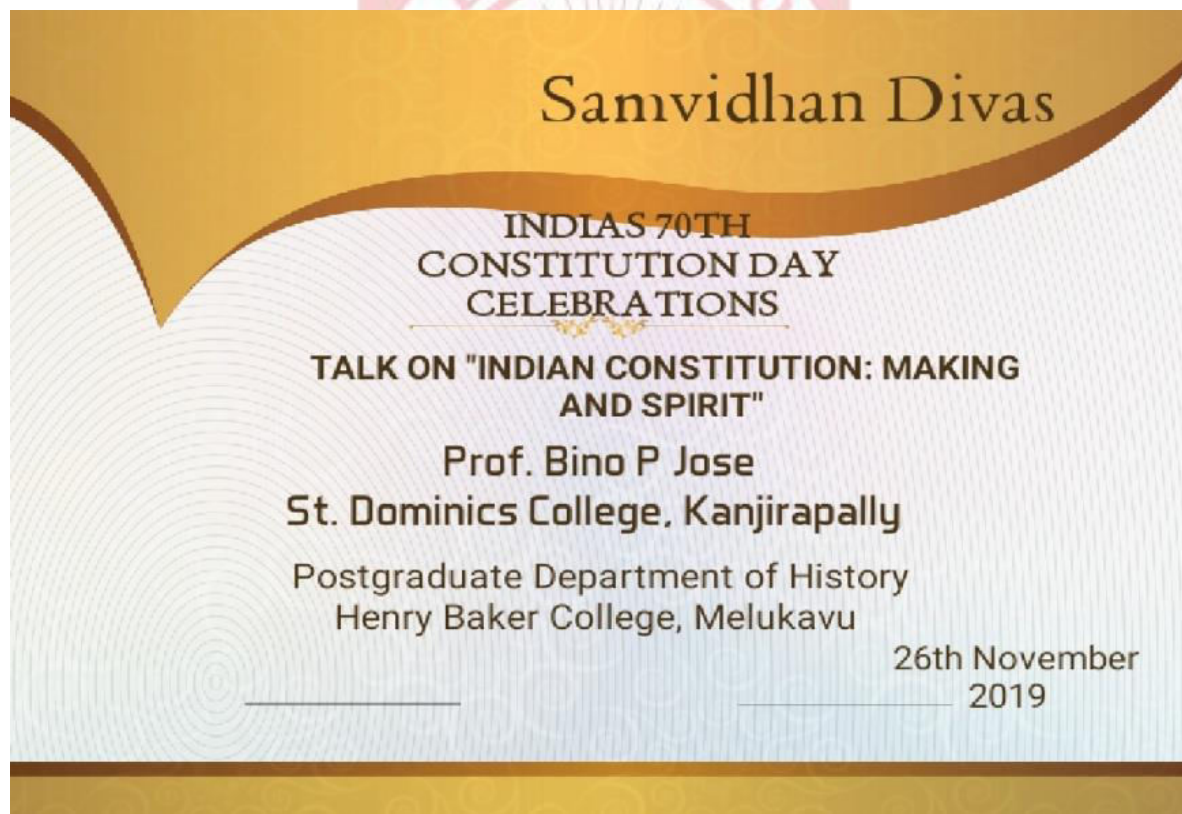 Samvidhan Divas
INDIAS 70TH
CONSTITUTION DAY
CELEBRATIONS
TALK ON "INDIAN CONSTITUTION: MAKING
AND SPIRIT"
Prof. Bino P Jose
St. Dominics College, Kanjirapally
Postgraduate Department of History
Henry Baker College, Melukavu
26th November
2019